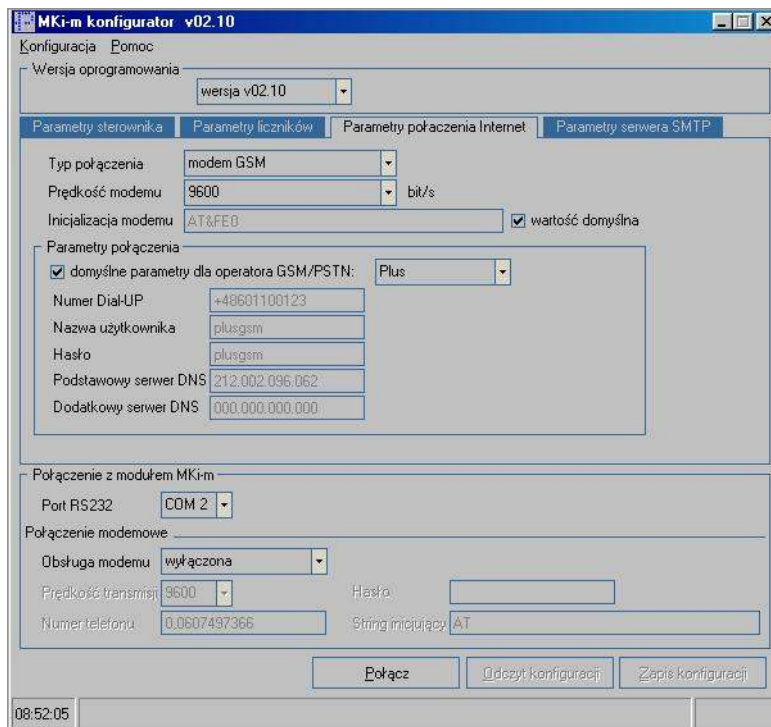 MKi-m konfigurator v02.10
Konfiguracja Pomoc
Wersja oprogramowania
wersja v02.10
Parametry sterownika Parametry liczników Parametry połaczenia Internet Parametry serwera SMTP
Typ połączenia modem GSM
Prędkość modemu 9600 bit/s
Inicjalizacja modemu AT&FE0 wartość domyślna
Parametry połączenia
domyślne parametry dla operatora GSM/PSTN: Plus
Numer Dial-UP +48601100123
Nazwa użytkownika plusgsm
Hasło plusgsm
Podstawowy serwer DNS 212.002.096.062
Dodatkowy serwer DNS 000.000.000.000
Połączenie z modułem MKi-m
Port RS232 COM 2
Połączenie modemowe
Obsługa modemu wyłączona
Prędkość transmisji 9600 Hasło
Numer telefonu 0,0607497366 String inicjujący AT
Połącz Odczyt konfiguracji Zapis konfiguracji
08:52:05